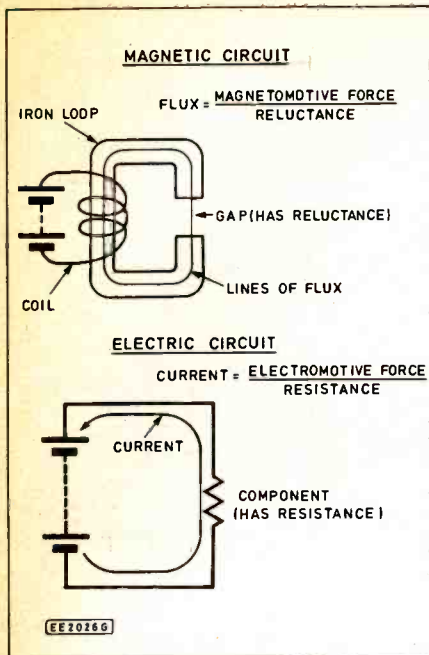 MAGNETIC CIRCUIT
FLUX = MAGNETOMOTIVE FORCE
RELUCTANCE
IRON LOOP
GAP (HAS RELUCTANCE)
LINES OF FLUX
COIL
ELECTRIC CIRCUIT
CURRENT = ELECTROMOTIVE FORCE
RESISTANCE
CURRENT
COMPONENT
(HAS RESISTANCE)
EE2026G